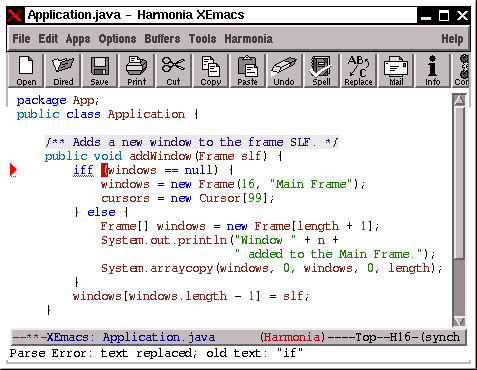 Application.java - Harmonia XEmacs
File Edit Apps Options Buffers Tools Harmonia Help
Open Dired Save Print Cut Copy Paste Undo Spell Replace Mail Info Con
package App;
public class Application {
/** Adds a new window to the frame SLF. */
public void addWindow(Frame slf) {
iff (windows == null) {
windows = new Frame(16, "Main Frame");
cursors = new Cursor[99];
} else {
Frame[] windows = new Frame[length + 1];
System.out.println("Window " + n +
" added to the Main Frame.");
System.arraycopy(windows, 0, windows, 0, length);
}
windows[windows.length - 1] = slf;
}
--**-XEmacs: Application.java (Harmonia)----Top--H16-(synch
Parse Error: text replaced; old text: "if"